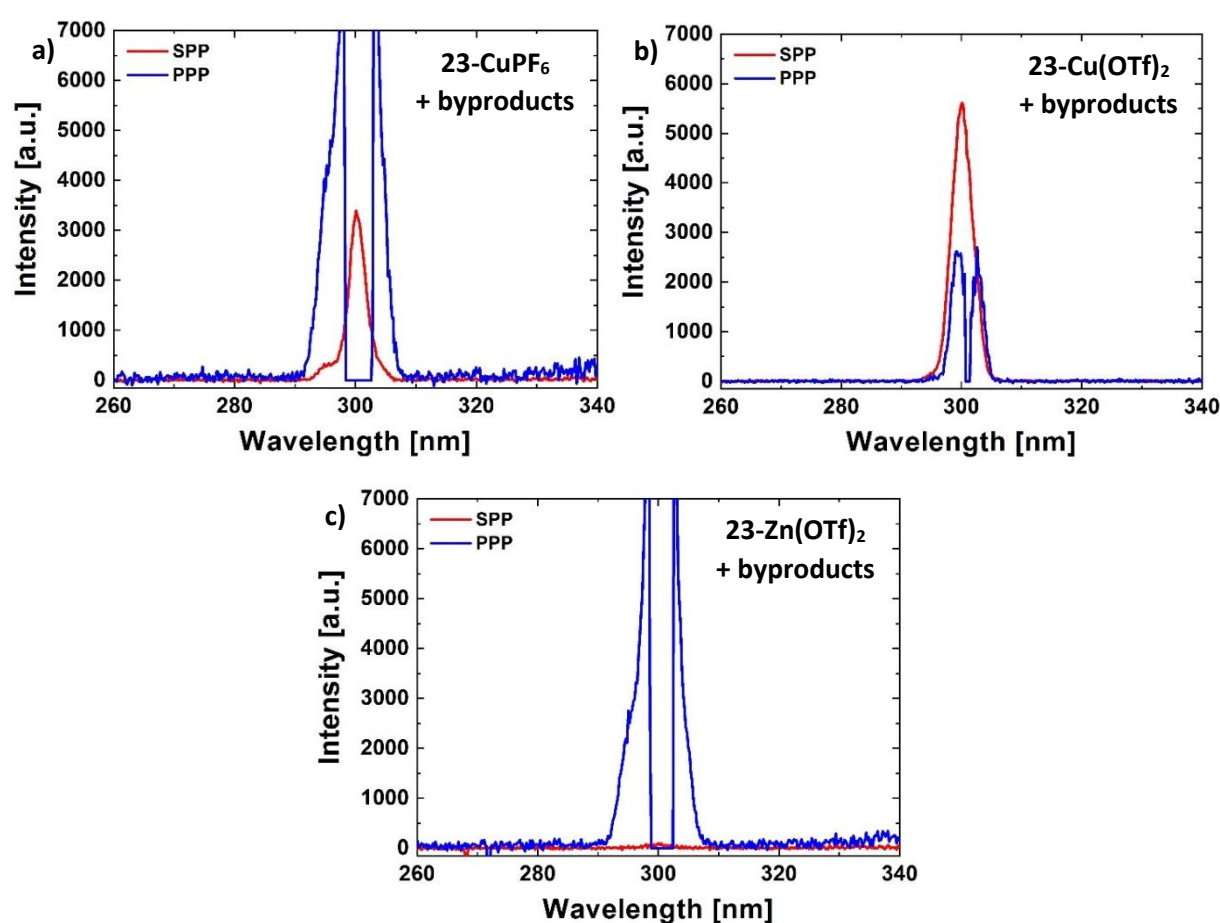 a)
SPP
PPP
23-CuPF₆
+ byproducts
7000
6000
5000
4000
3000
2000
1000
0
Intensity [a.u.]
260
280
300
320
340
Wavelength [nm]
b)
SPP
PPP
23-Cu(OTf)₂
+ byproducts
7000
6000
5000
4000
3000
2000
1000
0
Intensity [a.u.]
260
280
300
320
340
Wavelength [nm]
c)
SPP
PPP
23-Zn(OTf)₂
+ byproducts
7000
6000
5000
4000
3000
2000
1000
0
Intensity [a.u.]
260
280
300
320
340
Wavelength [nm]